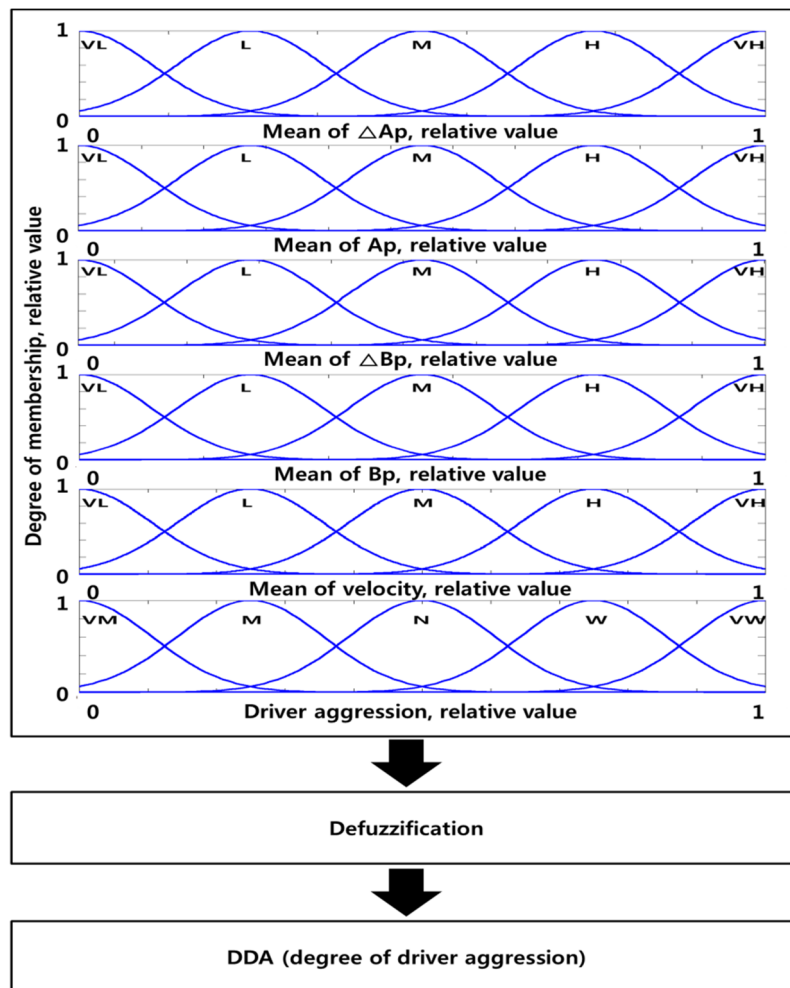 Degree of membership, relative value
1
VL L M H VH
0
0 Mean of △Ap, relative value 1
1
VL L M H VH
0
0 Mean of Ap, relative value 1
1
VL L M H VH
0
0 Mean of △Bp, relative value 1
1
VL L M H VH
0
0 Mean of Bp, relative value 1
1
VL L M H VH
0
0 Mean of velocity, relative value 1
1
VM M N W VW
0
0 Driver aggression, relative value 1
Defuzzification
DDA (degree of driver aggression)